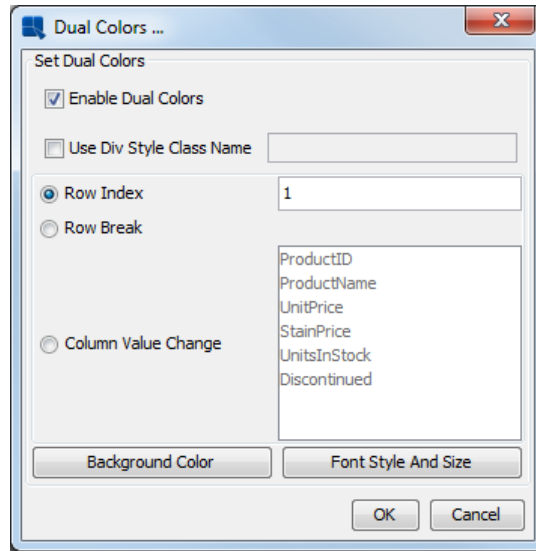 Dual Colors ...
Set Dual Colors
Enable Dual Colors
Use Div Style Class Name
Row Index 1
Row Break
ProductID
ProductName
UnitPrice
StainPrice
Column Value Change
UnitsInStock
Discontinued
Background Color Font Style And Size
OK Cancel